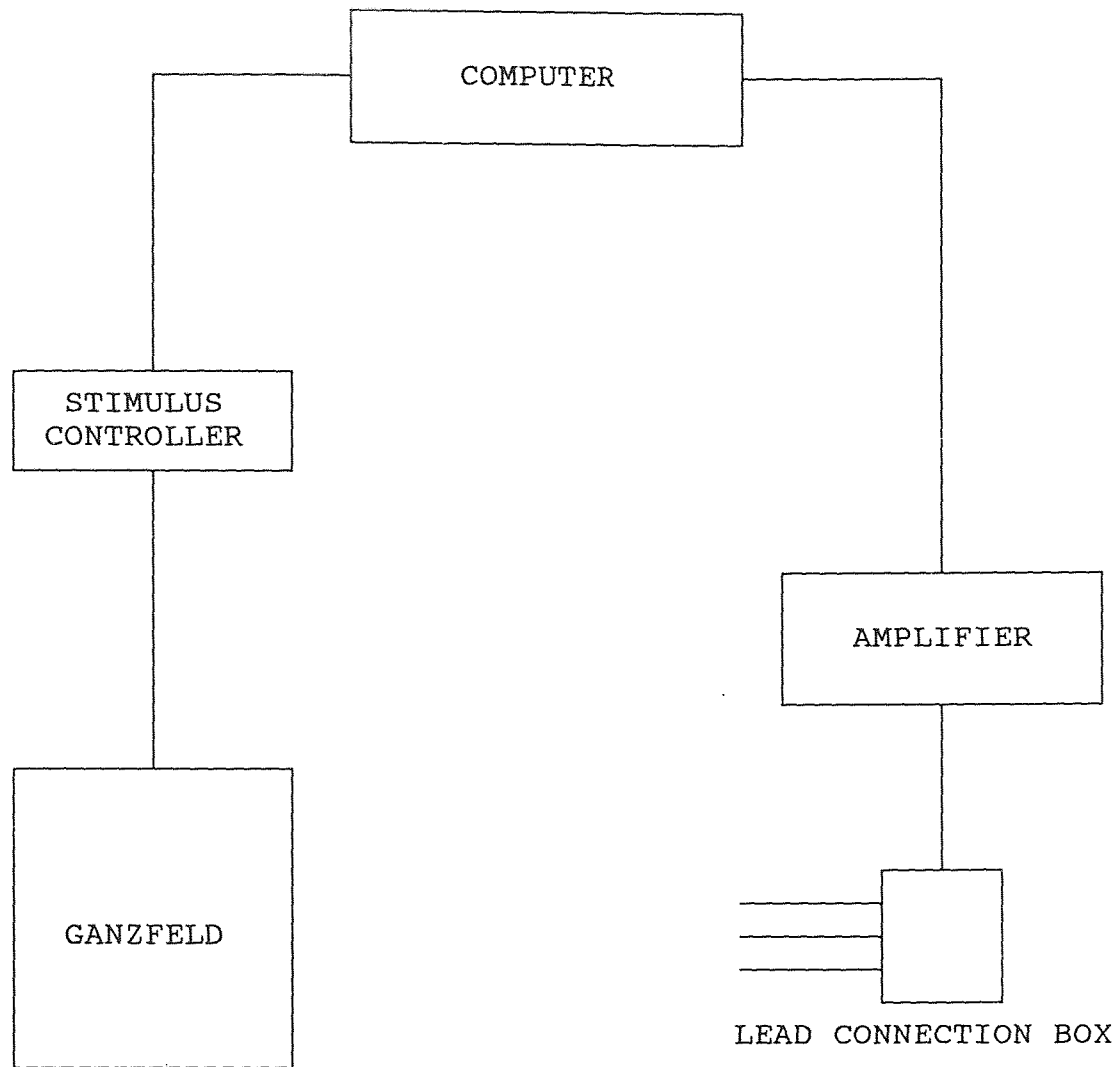 COMPUTER
STIMULUS
CONTROLLER
AMPLIFIER
GANZFELD
LEAD CONNECTION BOX